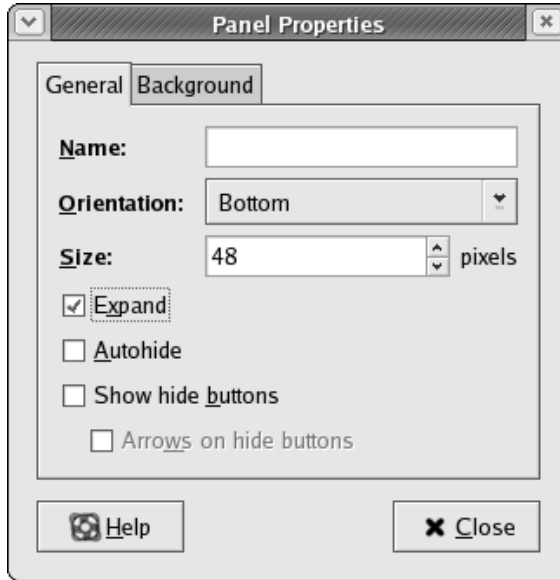 Panel Properties
General Background
Name:
Orientation: Bottom
Size: 48 pixels
Expand
Autohide
Show hide buttons
Arrows on hide buttons
Help Close